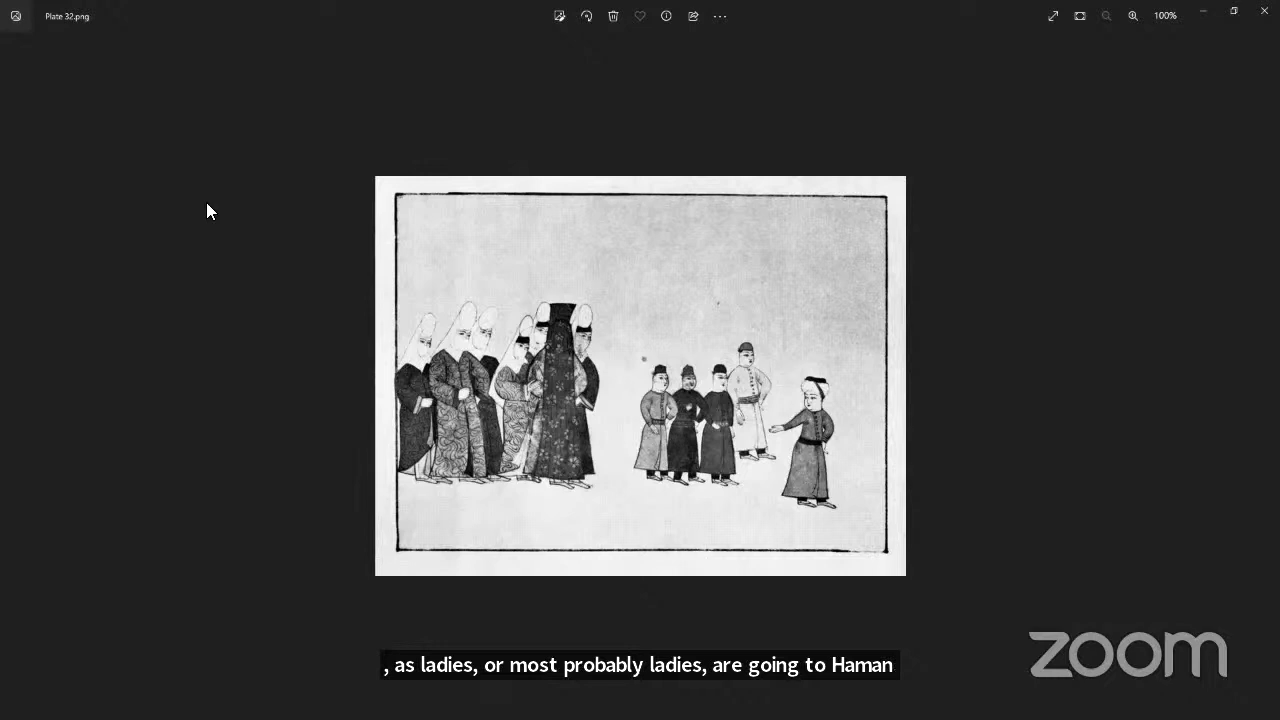 Plate 32.png
100%
, as ladies, or most probably ladies, are going to Haman
zoom